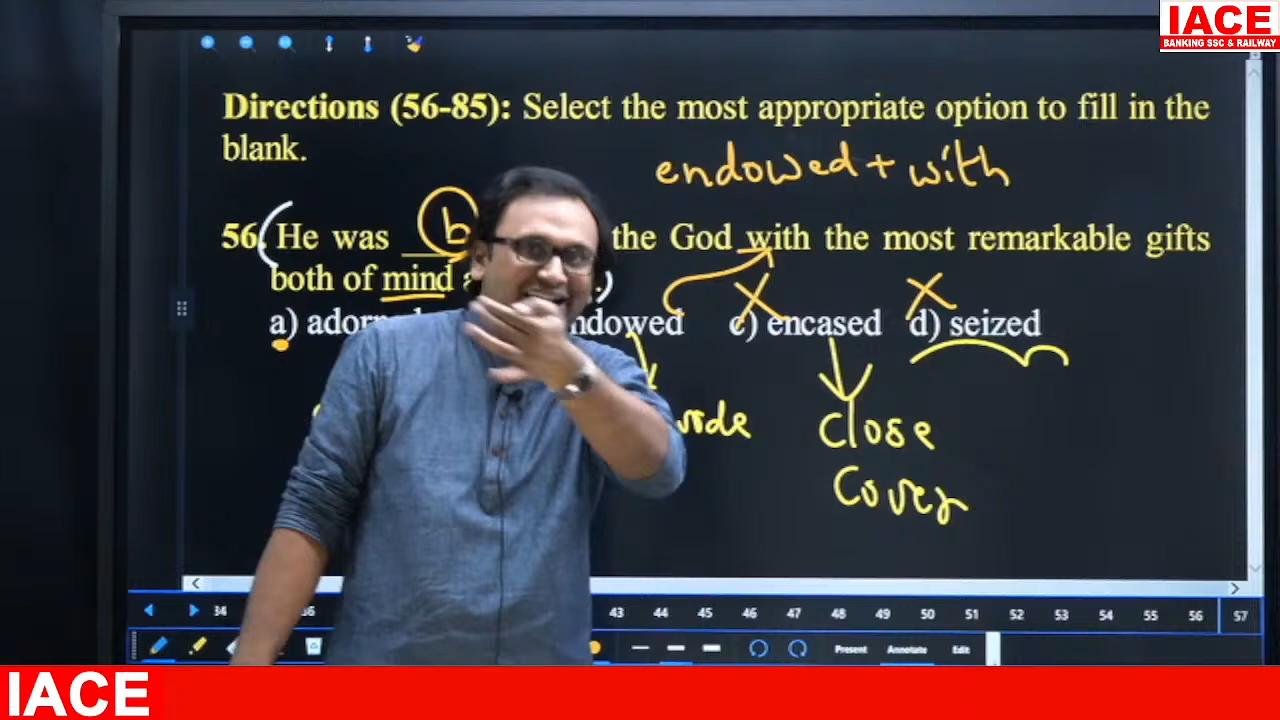 IACE
BANKING SSC & RAILWAY
Directions (56-85): Select the most appropriate option to fill in the
blank.
endowed + with
56. He was b the God with the most remarkable gifts
both of mind
a) c) encased d) seized
close
cover
34 43 44 45 46 47 48 49 50 51 52 53 54 55 56 57
Present Annotate Edit
IACE